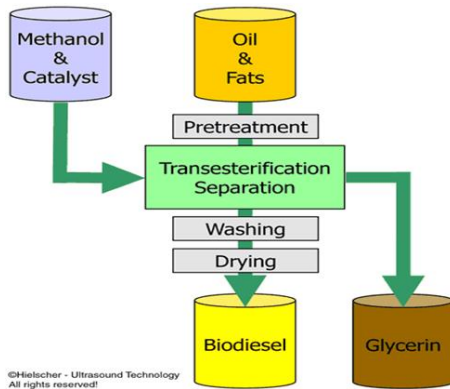 Methanol
&
Catalyst
Oil
&
Fats
Pretreatment
Transesterification
Separation
Washing
Drying
Biodiesel
Glycerin
©Hielscher - Ultrasound Technology
All rights reserved!